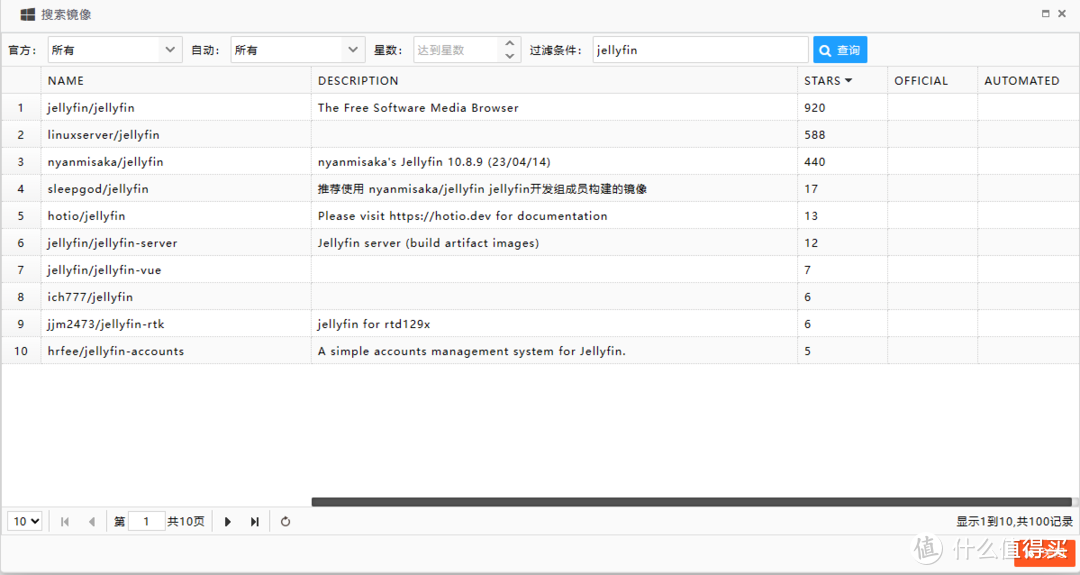 搜索镜像
官方： 所有 自动： 所有 星数： 达到星数 过滤条件： jellyfin 查询
NAME DESCRIPTION STARS OFFICIAL AUTOMATED
1 jellyfin/jellyfin The Free Software Media Browser 920
2 linuxserver/jellyfin 588
3 nyanmisaka/jellyfin nyanmisaka's Jellyfin 10.8.9 (23/04/14) 440
4 sleepgod/jellyfin 推荐使用 nyanmisaka/jellyfin jellyfin开发组成员构建的镜像 17
5 hotio/jellyfin Please visit https://hotio.dev for documentation 13
6 jellyfin/jellyfin-server Jellyfin server (build artifact images) 12
7 jellyfin/jellyfin-vue 7
8 ich777/jellyfin 6
9 jjm2473/jellyfin-rtk jellyfin for rtd129x 6
10 hrfee/jellyfin-accounts A simple accounts management system for Jellyfin. 5
10 第 1 共10页 显示1到10,共100记录
值 什么值得买